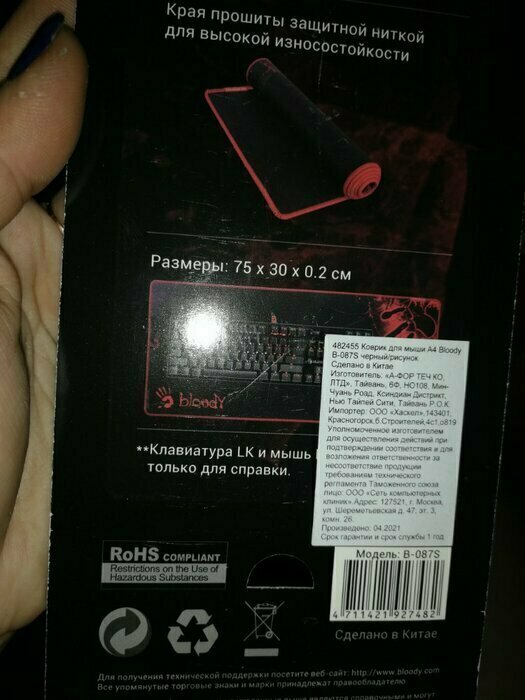 Края прошиты защитной ниткой
для высокой износостойкости
Размеры: 75 x 30 x 0.2 см
bloody
482455 Коврик для мыши A4 Bloody
B-087S черный/рисунок
Сделано в Китае
Изготовитель: «А-ФОР ТЕЧ КО,
ЛТД», Тайвань, 6Ф, НО108, Мин-
Чуань Роад, Ксиндиан Дистрикт,
Нью Тайпей Сити, Тайвань Р.О.К.
Импортер: ООО «Хаскел»,143401,
Красногорск,б.Строителей,4с1,о819
Уполномоченное изготовителем
для осуществления действий при
подтверждении соответствия и для
возложения ответственности за
несоответствие продукции
требованиям технического
регламента Таможенного союза
лицо: ООО «Сеть компьютерных
клиник».Адрес: 127521, г. Москва,
ул. Шереметьевская д. 47, эт. 3,
комн. 26.
Произведено: 04.2021
Срок гарантии и срок службы 1 год
**Клавиатура LK и мышь
только для справки.
RoHS COMPLIANT
Restrictions on the Use of
Hazardous Substances
Модель: B-087S
4 711421 927482
Сделано в Китае
Для получения технической поддержки посетите веб-сайт: http://www.bloody.com
Все упомянутые торговые знаки и марки принадлежат правообладателю
являются справочными и могут